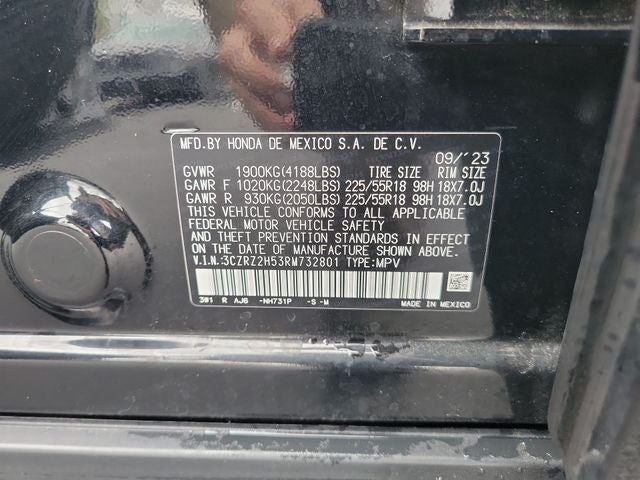 MFD.BY HONDA DE MEXICO S.A. DE C.V.
09/´23
GVWR 1900KG(4188LBS) TIRE SIZE RIM SIZE
GAWR F 1020KG(2248LBS) 225/55R18 98H 18X7.0J
GAWR R 930KG(2050LBS) 225/55R18 98H 18X7.0J
THIS VEHICLE CONFORMS TO ALL APPLICABLE
FEDERAL MOTOR VEHICLE SAFETY, BUMPER,
AND THEFT PREVENTION STANDARDS IN EFFECT
ON THE DATE OF MANUFACTURE SHOWN ABOVE.
V.I.N.:3CZRZ2H53RM732801 TYPE:MPV
3W1 R AJ6 -NH731P -S -M MADE IN MEXICO